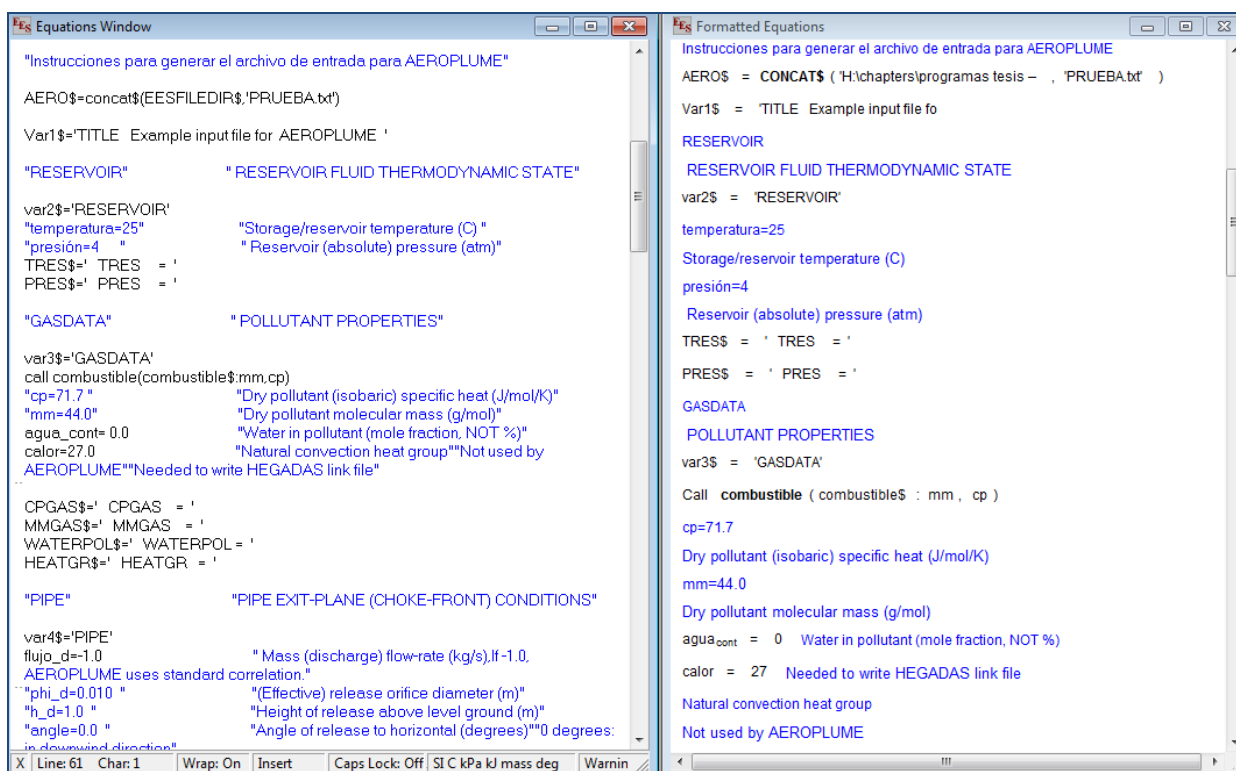 EES Equations Window
"Instrucciones para generar el archivo de entrada para AEROPLUME"
AERO$=concat$(EESFILEDIR$,'PRUEBA.txt')
Var1$='TITLE Example input file for AEROPLUME '
"RESERVOIR" " RESERVOIR FLUID THERMODYNAMIC STATE"
var2$='RESERVOIR'
"temperatura=25" "Storage/reservoir temperature (C) "
"presión=4 " " Reservoir (absolute) pressure (atm)"
TRES$=' TRES = '
PRES$=' PRES = '
"GASDATA" " POLLUTANT PROPERTIES"
var3$='GASDATA'
call combustible(combustible$:mm,cp)
"cp=71.7 " "Dry pollutant (isobaric) specific heat (J/mol/K)"
"mm=44.0" "Dry pollutant molecular mass (g/mol)"
agua_cont= 0.0 "Water in pollutant (mole fraction, NOT %)"
calor=27.0 "Natural convection heat group""Not used by
AEROPLUME""Needed to write HEGADAS link file"
CPGAS$=' CPGAS = '
MMGAS$=' MMGAS = '
WATERPOL$=' WATERPOL = '
HEATGR$=' HEATGR = '
"PIPE" "PIPE EXIT-PLANE (CHOKE-FRONT) CONDITIONS"
var4$='PIPE'
flujo_d=-1.0 " Mass (discharge) flow-rate (kg/s),If -1.0,
AEROPLUME uses standard correlation."
"phi_d=0.010 " "(Effective) release orifice diameter (m)"
"h_d=1.0 " "Height of release above level ground (m)"
"angle=0.0 " "Angle of release to horizontal (degrees)""0 degrees:
in downwind direction"
X Line: 61 Char: 1 Wrap: On Insert Caps Lock: Off SI C kPa kJ mass deg Warnin
EES Formatted Equations
Instrucciones para generar el archivo de entrada para AEROPLUME
AERO$ = CONCAT$ ( 'H:\chapters\programas tesis – , 'PRUEBA.txt' )
Var1$ = 'TITLE Example input file fo
RESERVOIR
RESERVOIR FLUID THERMODYNAMIC STATE
var2$ = 'RESERVOIR'
temperatura=25
Storage/reservoir temperature (C)
presión=4
Reservoir (absolute) pressure (atm)
TRES$ = ' TRES = '
PRES$ = ' PRES = '
GASDATA
POLLUTANT PROPERTIES
var3$ = 'GASDATA'
Call combustible ( combustible$ : mm , cp )
cp=71.7
Dry pollutant (isobaric) specific heat (J/mol/K)
mm=44.0
Dry pollutant molecular mass (g/mol)
agua cont = 0 Water in pollutant (mole fraction, NOT %)
calor = 27 Needed to write HEGADAS link file
Natural convection heat group
Not used by AEROPLUME